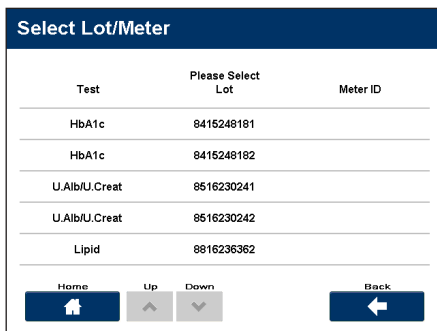 Select Lot/Meter
Test Please Select Lot Meter ID
HbA1c 8415248181
HbA1c 8415248182
U.Alb/U.Creat 8516230241
U.Alb/U.Creat 8516230242
Lipid 8816236362
Home Up Down Back